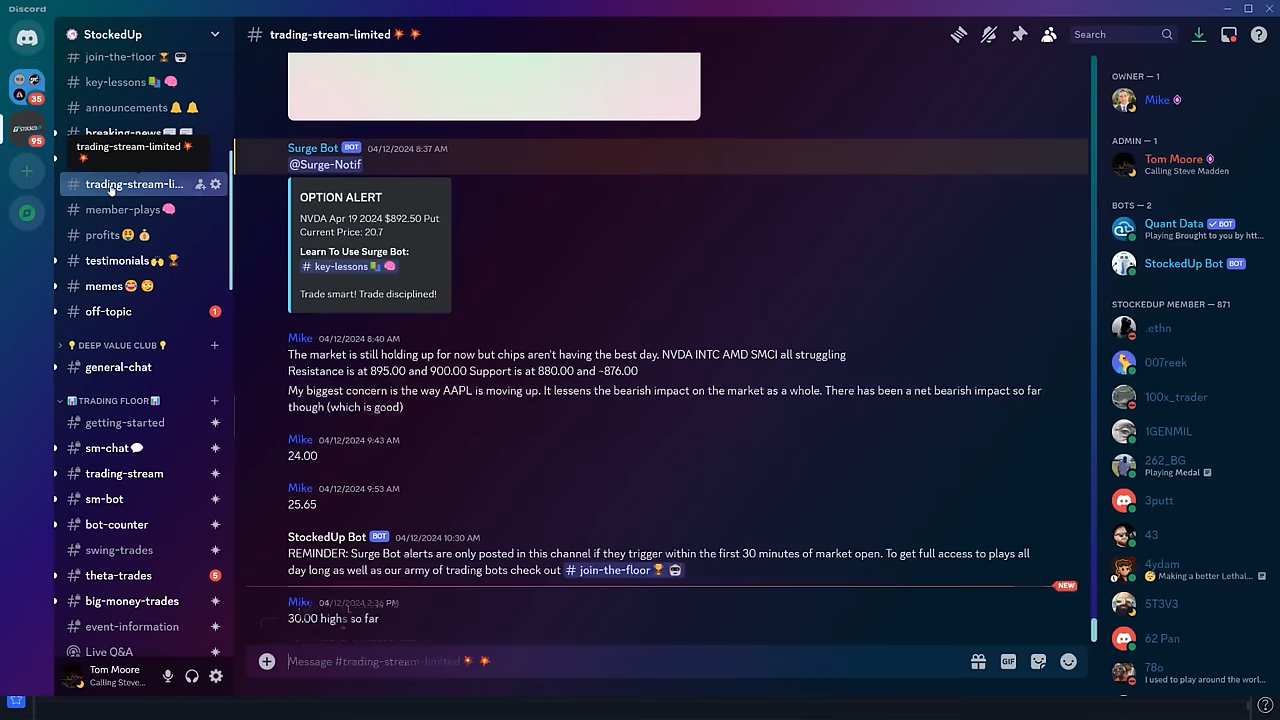 Discord
StockedUp
# trading-stream-limited
Search
join-the-floor
key-lessons
announcements
breaking-news
trading-stream-limited
trading-stream-li...
member-plays
profits
testimonials
memes
off-topic
1
DEEP VALUE CLUB
general-chat
TRADING FLOOR
getting-started
sm-chat
trading-stream
sm-bot
bot-counter
swing-trades
theta-trades
5
big-money-trades
event-information
Live Q&A
35
95
Tom Moore
Calling Steve...
Surge Bot BOT 04/12/2024 8:37 AM
@Surge-Notif
OPTION ALERT
NVDA Apr 19 2024 $892.50 Put
Current Price: 20.7
Learn To Use Surge Bot:
# key-lessons
Trade smart! Trade disciplined!
Mike 04/12/2024 8:40 AM
The market is still holding up for now but chips aren't having the best day. NVDA INTC AMD SMCI all struggling
Resistance is at 895.00 and 900.00 Support is at 880.00 and ~876.00
My biggest concern is the way AAPL is moving up. It lessens the bearish impact on the market as a whole. There has been a net bearish impact so far
though (which is good)
Mike 04/12/2024 9:43 AM
24.00
Mike 04/12/2024 9:53 AM
25.65
StockedUp Bot BOT 04/12/2024 10:30 AM
REMINDER: Surge Bot alerts are only posted in this channel if they trigger within the first 30 minutes of market open. To get full access to plays all
day long as well as our army of trading bots check out # join-the-floor
NEW
Mike 04/12/2024 2:36 PM
30.00 highs so far
Message #trading-stream-limited
GIF
OWNER — 1
Mike
ADMIN — 1
Tom Moore
Calling Steve Madden
BOTS — 2
Quant Data BOT
Playing Brought to you by htt...
StockedUp Bot BOT
STOCKEDUP MEMBER — 871
.ethn
007reek
100x_trader
1GENMIL
262_BG
Playing Medal
3putt
43
4ydam
Making a better Lethal...
5T3V3
62 Pan
78o
I used to play around the worl...